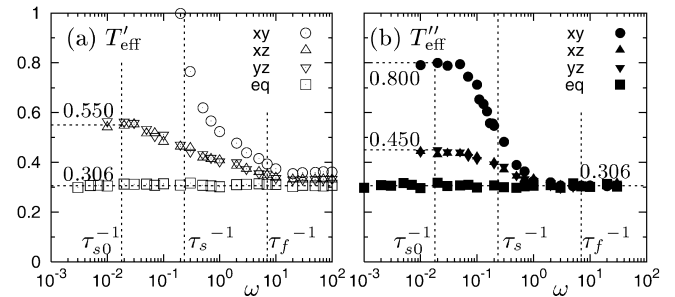 (a) T′eff
xy
xz
yz
eq
1
0.8
0.6
0.4
0.2
0
0.550
0.306
τs0⁻¹
τs⁻¹
τf⁻¹
10⁻³ 10⁻² 10⁻¹ 10⁰ 10¹ 10²
ω
(b) T″eff
xy
xz
yz
eq
0.800
0.450
0.306
τs0⁻¹
τs⁻¹
τf⁻¹
10⁻³ 10⁻² 10⁻¹ 10⁰ 10¹ 10²
ω